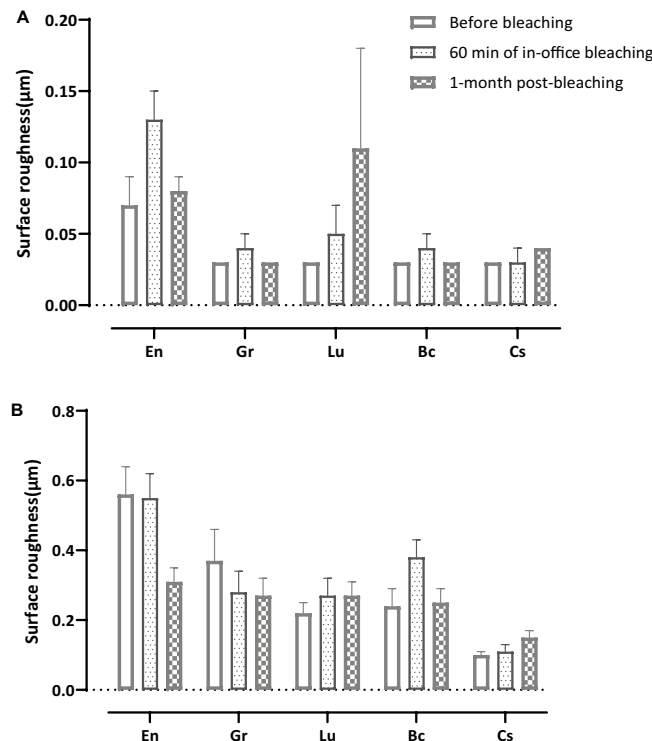 A
Before bleaching
60 min of in-office bleaching
1-month post-bleaching
Surface roughness(µm)
0.20
0.15
0.10
0.05
0.00
En Gr Lu Bc Cs
B
Surface roughness(µm)
0.8
0.6
0.4
0.2
0.0
En Gr Lu Bc Cs